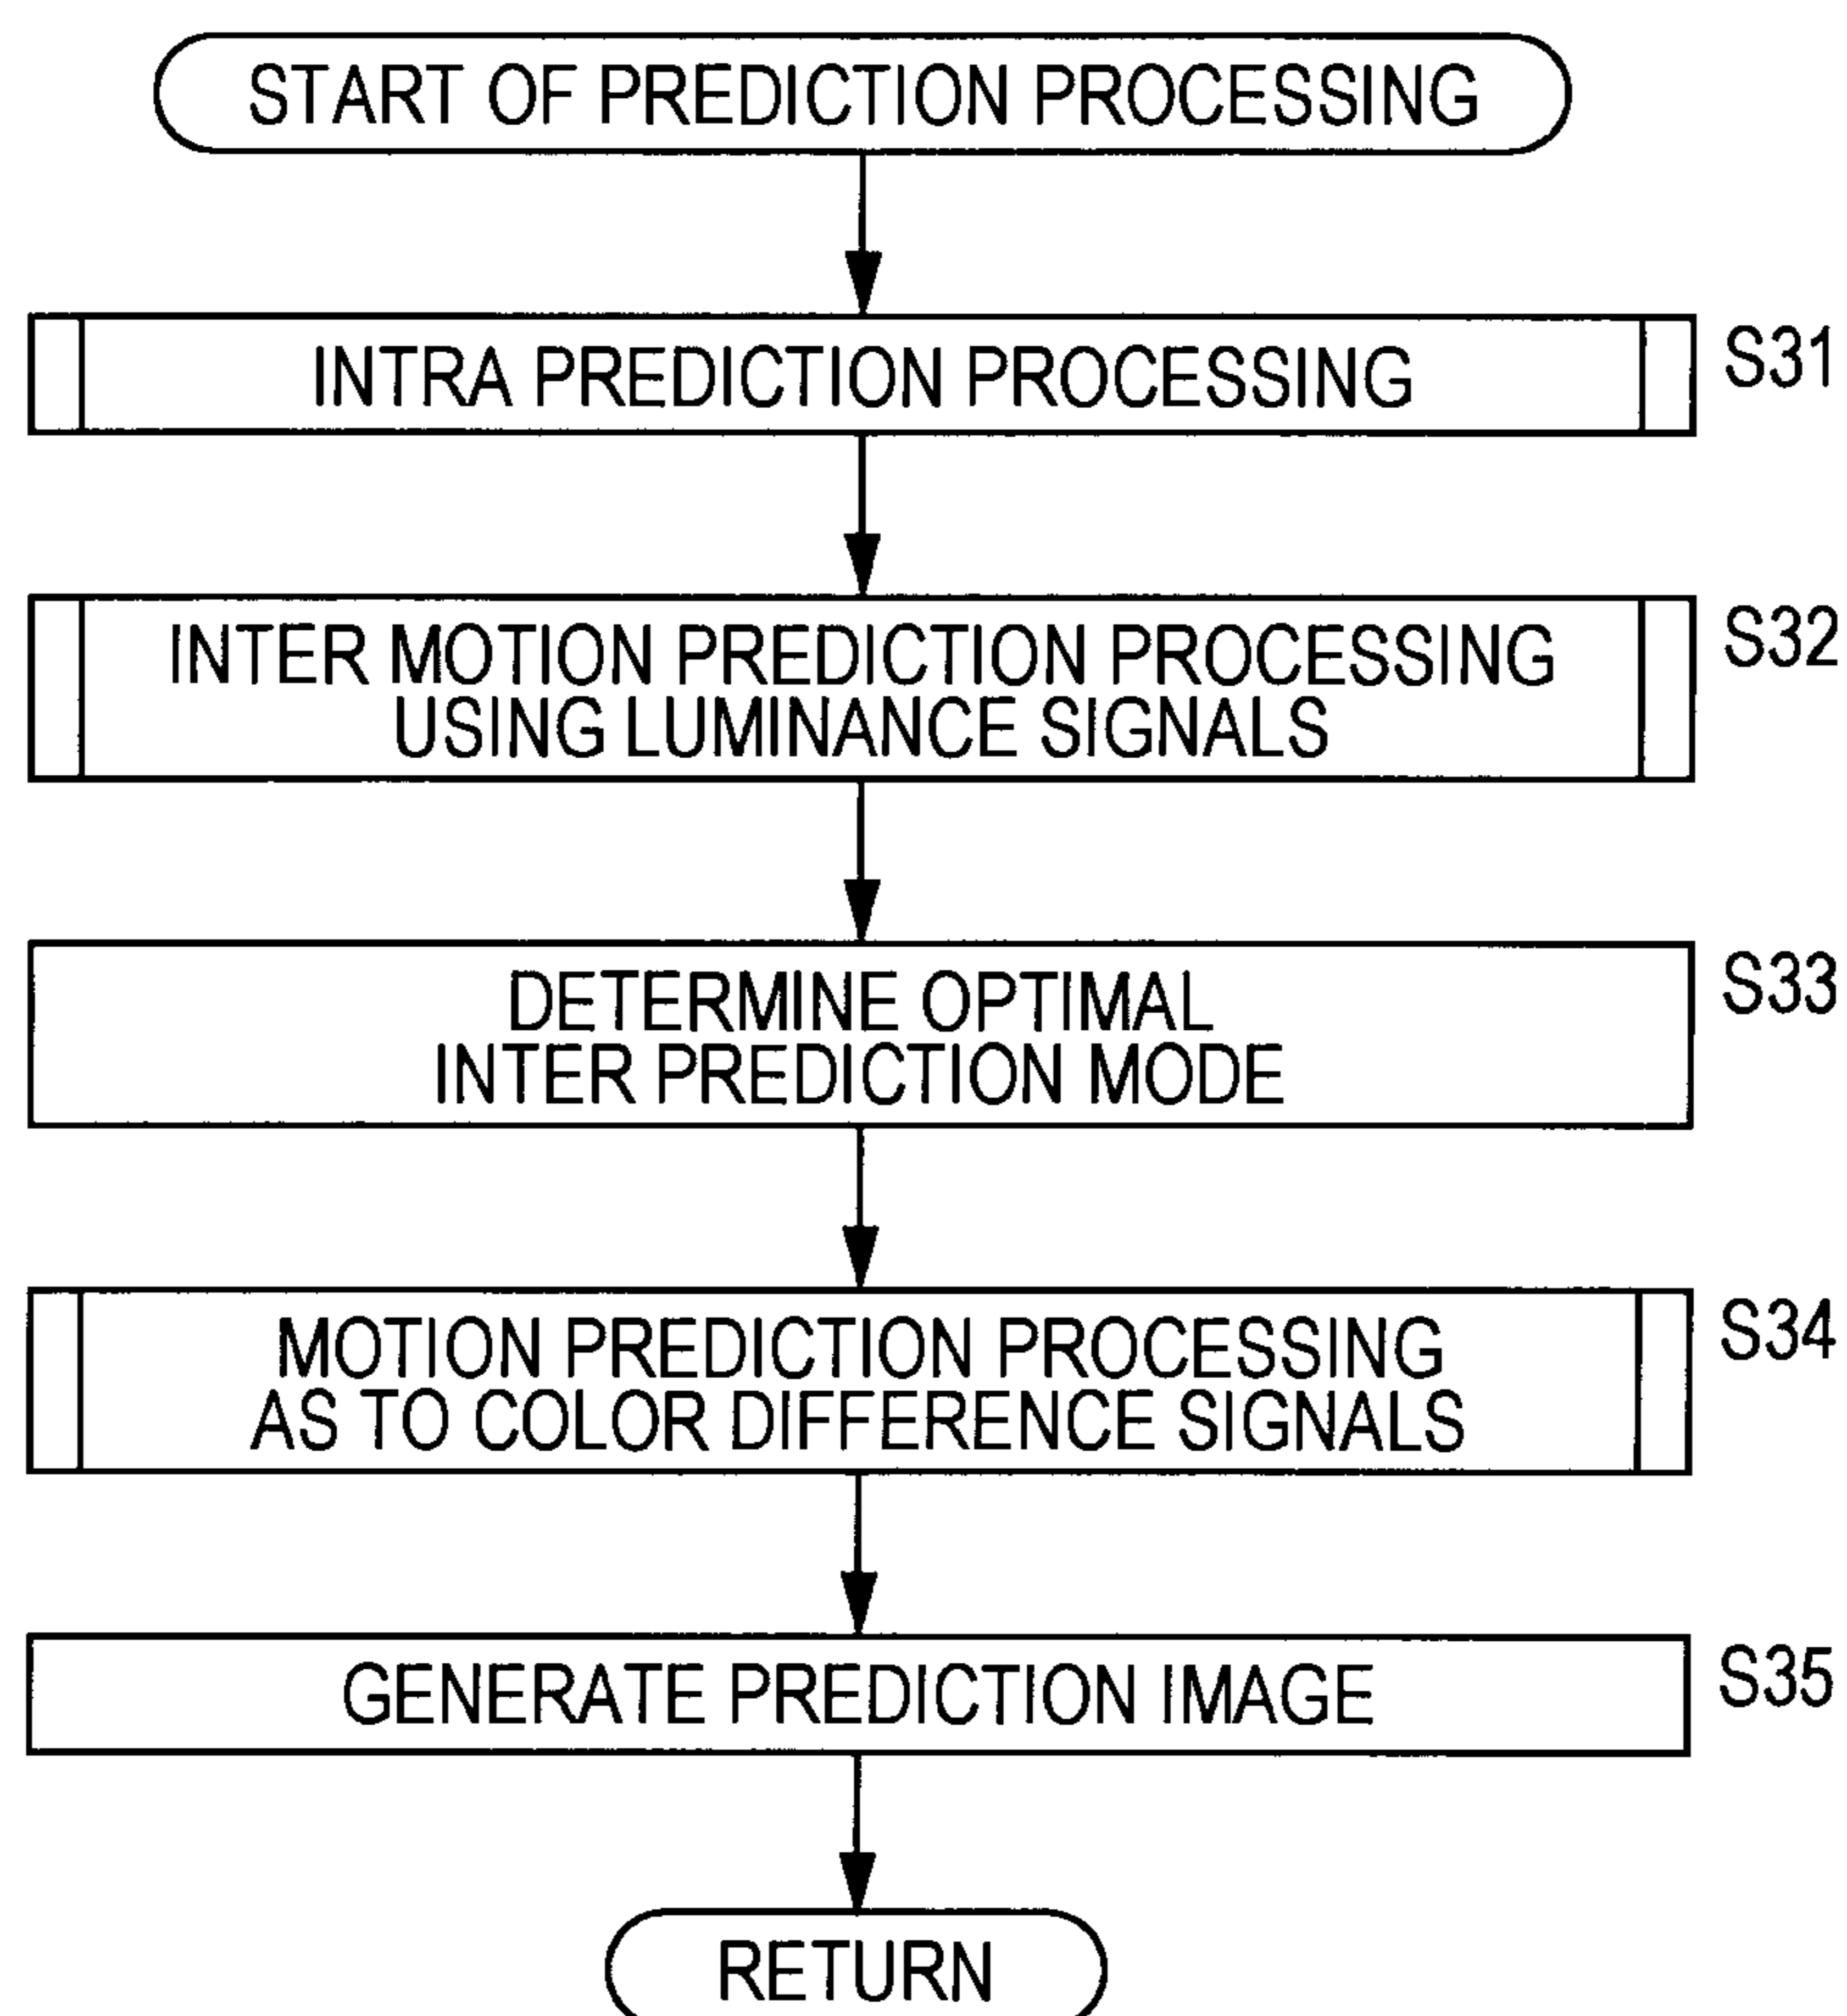 START OF PREDICTION PROCESSING
INTRA PREDICTION PROCESSING
S31
INTER MOTION PREDICTION PROCESSING
USING LUMINANCE SIGNALS
S32
DETERMINE OPTIMAL
INTER PREDICTION MODE
S33
MOTION PREDICTION PROCESSING
AS TO COLOR DIFFERENCE SIGNALS
S34
GENERATE PREDICTION IMAGE
S35
RETURN